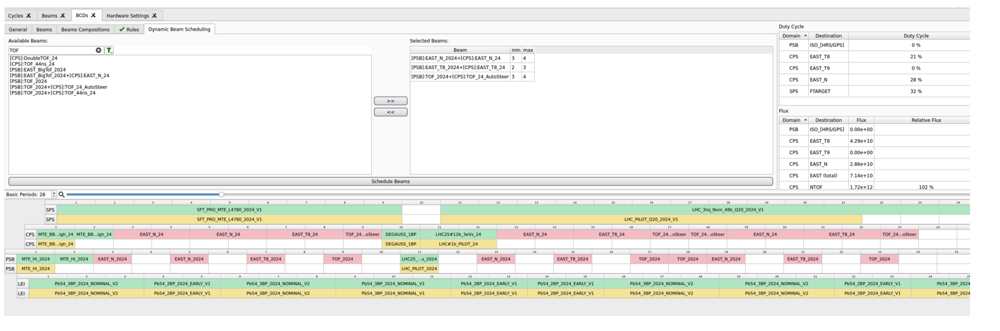 Cycles Beams BCDs Hardware Settings
General Beams Beams Compositions Rules Dynamic Beam Scheduling
Available Beams:
TOF
[CPS]:DoubleTOF_24
[CPS]:TOF_44ns_24
[PSB]:EAST_BigTof_2024
[PSB]:EAST_BigTof_2024+[CPS]:EAST_N_24
[PSB]:TOF_2024
[PSB]:TOF_2024+[CPS]:TOF_24_AutoSteer
[PSB]:TOF_2024+[CPS]:TOF_44ns_24
>>
<<
Selected Beams:
Beam min max
[PSB]:EAST_N_2024+[CPS]:EAST_N_24 3 4
[PSB]:EAST_T8_2024+[CPS]:EAST_T8_24 2 3
[PSB]:TOF_2024+[CPS]:TOF_24_AutoSteer 3 4
Schedule Beams
Duty Cycle
Domain Destination Duty Cycle
PSB ISO_[HRS/GPS] 0 %
CPS EAST_T8 21 %
CPS EAST_T9 0 %
CPS EAST_N 28 %
SPS FTARGET 32 %
Flux
Domain Destination Flux Relative Flux
PSB ISO_[HRS/GPS] 0.00e+00
CPS EAST_T8 4.29e+10
CPS EAST_T9 0.00e+00
CPS EAST_N 2.86e+10
CPS EAST (total) 7.14e+10
CPS NTOF 1.72e+12 102 %
Basic Periods: 28
1 2 3 4 5 6 7 8 9 10 11 12 13 14 15 16 17 18 19 20 21 22 23 24
SPS SFT_PRO_MTE_L4780_2024_V1 LHC_3inj_Nom_48b_Q20_2024_V1
SPS SFT_PRO_MTE_L4780_2024_V1 LHC_PILOT_Q20_2024_V1
1 2 3 4 5 6 7 8 9 10 11 12 13 14 15 16 17 18 19 20 21 22 23 24
CPS MTE_BB...igh_24 MTE_BB...igh_24 EAST_N_24 EAST_N_24 EAST_T8_24 TOF_24...oSteer DEGAUSS_1BP LHC25#12b_3eVs_24 EAST_N_24 EAST_T8_24 TOF_24...oSteer TOF_24...oSteer EAST_N_24 EAST_T8_24 TOF_24...oSteer
CPS MTE_BB...igh_24 DEGAUSS_1BP LHC#1b_PILOT_24
1 2 3 4 5 6 7 8 9 10 11 12 13 14 15 16 17 18 19 20 21 22 23 24 25
PSB MTE_Hi_2024 MTE_Hi_2024 EAST_N_2024 EAST_N_2024 EAST_T8_2024 TOF_2024 LHC25_...s_2024 EAST_N_2024 EAST_T8_2024 TOF_2024 TOF_2024 EAST_N_2024 EAST_T8_2024 TOF_2024
PSB MTE_Hi_2024 LHC_PILOT_2024
1 2 3 4 5 6 7 8 9 10 11 12 13 14 15 16 17 18 19 20 21 22 23 24 25
LEI Pb54_3BP_2024_NOMINAL_V2 Pb54_2BP_2024_EARLY_V1 Pb54_3BP_2024_NOMINAL_V2 Pb54_3BP_2024_NOMINAL_V1 Pb54_2BP_2024_EARLY_V1 Pb54_2BP_2024_EARLY_V1 Pb54_3BP_2024_NOMINAL_V2 Pb54_3BP_2024_NOMINAL_V2 Pb54_2BP_2024_EARLY_V1 Pb54_3BP_2024
LEI Pb54_3BP_2024_NOMINAL_V2 Pb54_2BP_2024_EARLY_V1 Pb54_3BP_2024_NOMINAL_V2 Pb54_3BP_2024_NOMINAL_V1 Pb54_2BP_2024_EARLY_V1 Pb54_2BP_2024_EARLY_V1 Pb54_3BP_2024_NOMINAL_V2 Pb54_3BP_2024_NOMINAL_V2 Pb54_2BP_2024_EARLY_V1 Pb54_3BP_2024